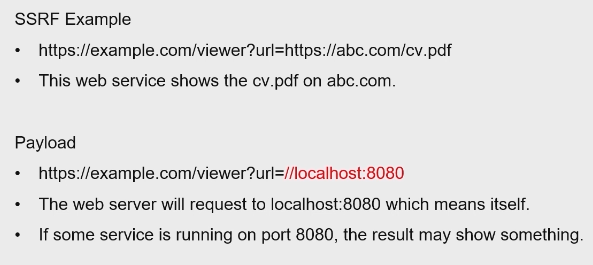 SSRF Example
• https://example.com/viewer?url=https://abc.com/cv.pdf
• This web service shows the cv.pdf on abc.com.
Payload
• https://example.com/viewer?url=//localhost:8080
• The web server will request to localhost:8080 which means itself.
• If some service is running on port 8080, the result may show something.